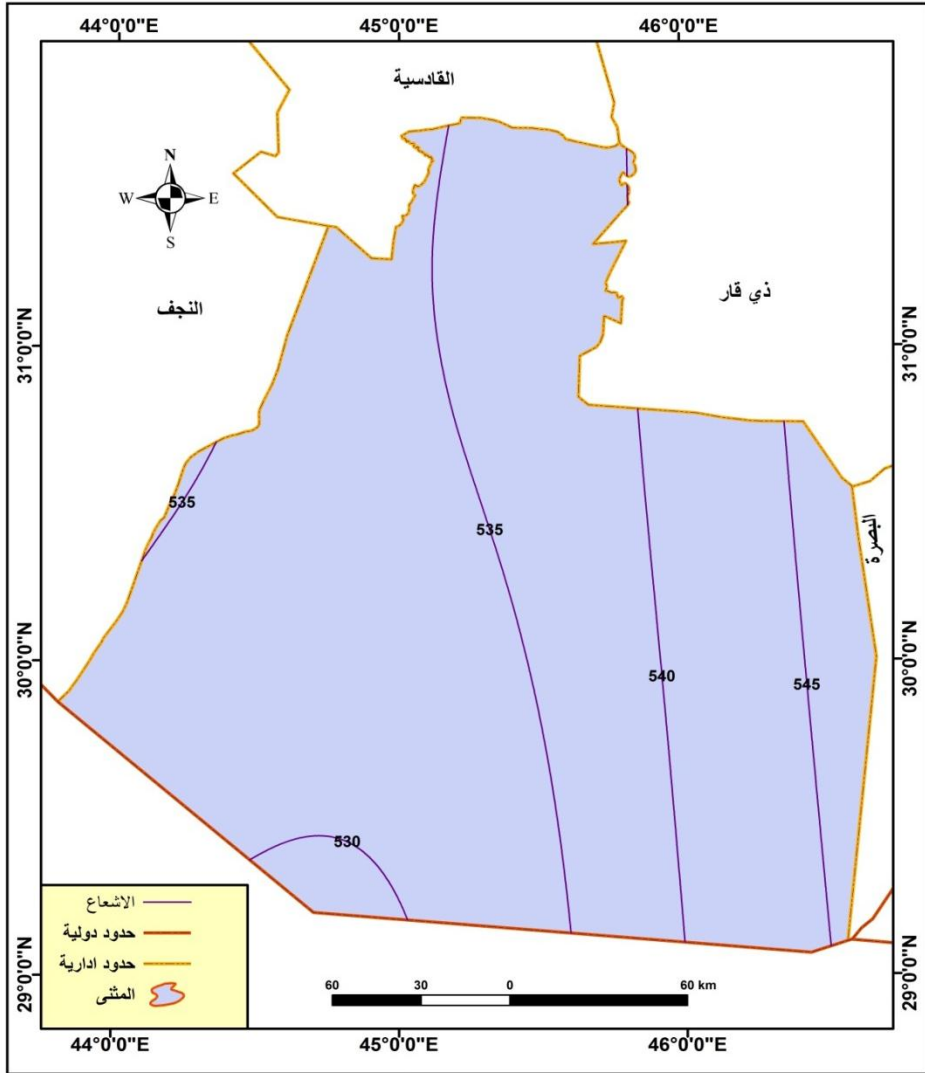 44°0'0"E 45°0'0"E 46°0'0"E
القادسية
N
W E
S
النجف
ذي قار
31°0'0"N 31°0'0"N
535
535
البصرة
30°0'0"N 30°0'0"N
540
545
530
الاشعاع
حدود دولية
حدود ادارية
المثنى
60 30 0 60 km
29°0'0"N 29°0'0"N
44°0'0"E 45°0'0"E 46°0'0"E